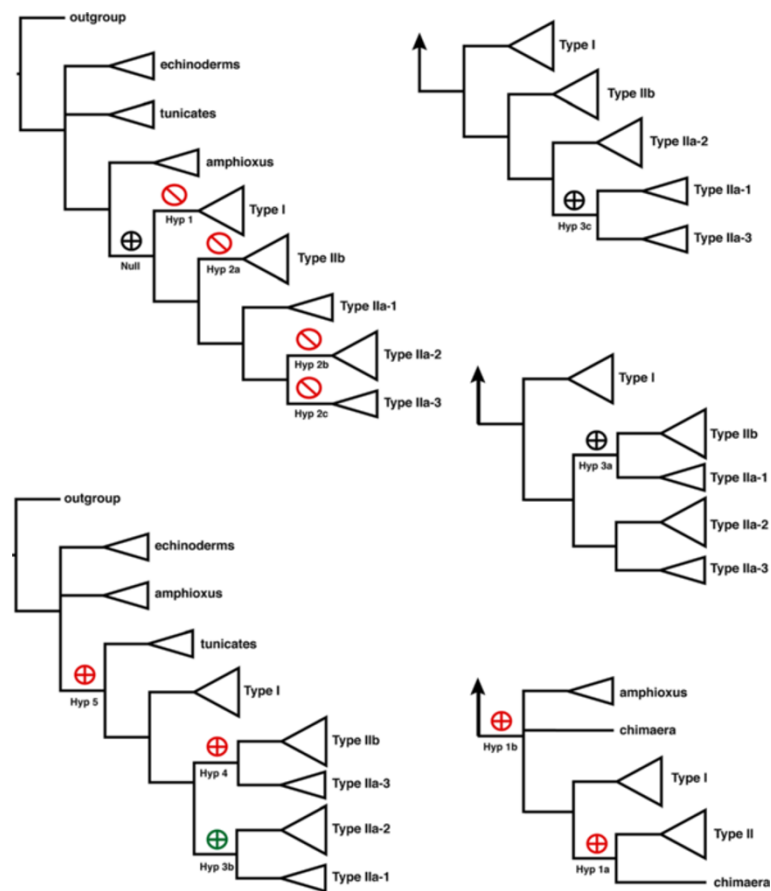 outgroup
echinoderms
tunicates
amphioxus
Hyp 1
Type I
Null
Hyp 2a
Type IIb
Type IIa-1
Hyp 2b
Type IIa-2
Hyp 2c
Type IIa-3
Type I
Type IIb
Type IIa-2
Type IIa-1
Hyp 3c
Type IIa-3
Type I
Type IIb
Hyp 3a
Type IIa-1
Type IIa-2
Type IIa-3
outgroup
echinoderms
amphioxus
tunicates
Hyp 5
Type I
Type IIb
Hyp 4
Type IIa-3
Type IIa-2
Hyp 3b
Type IIa-1
amphioxus
chimaera
Hyp 1b
Type I
Type II
Hyp 1a
chimaera